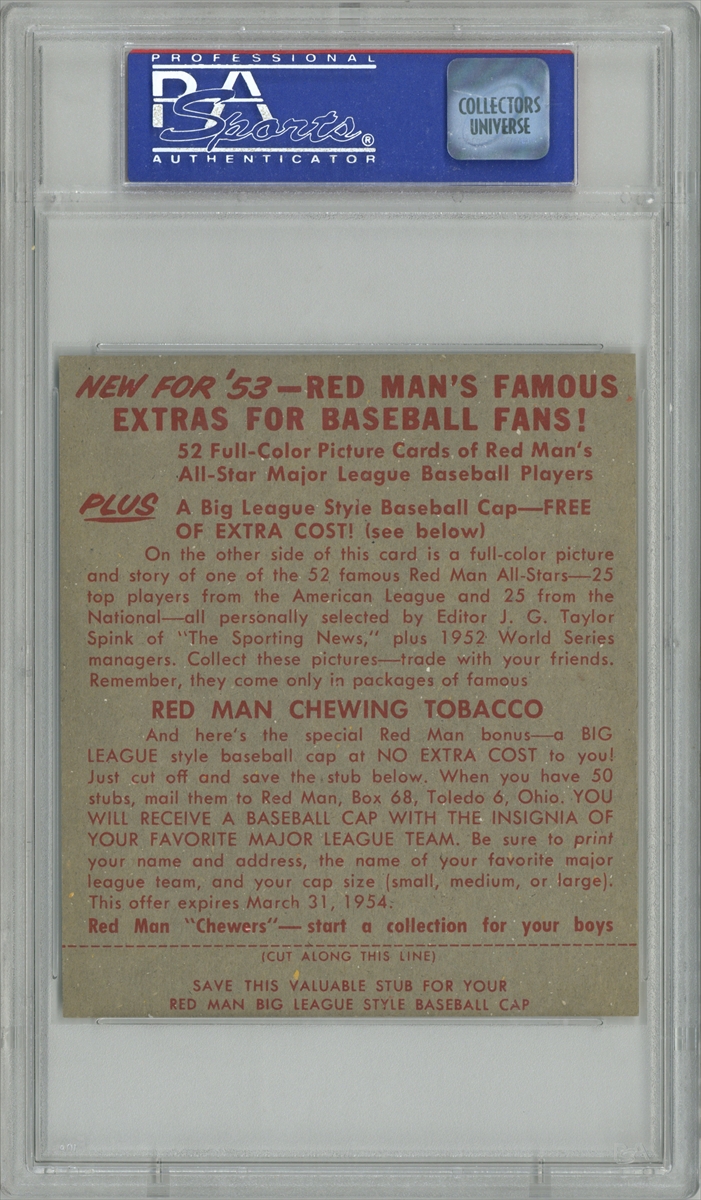 PROFESSIONAL
PSA
Sports®
AUTHENTICATOR
COLLECTORS
UNIVERSE
NEW FOR '53—RED MAN'S FAMOUS
EXTRAS FOR BASEBALL FANS!
52 Full-Color Picture Cards of Red Man's
All-Star Major League Baseball Players
PLUS A Big League Style Baseball Cap—FREE
OF EXTRA COST! (see below)
On the other side of this card is a full-color picture
and story of one of the 52 famous Red Man All-Stars—25
top players from the American League and 25 from the
National—all personally selected by Editor J. G. Taylor
Spink of "The Sporting News," plus 1952 World Series
managers. Collect these pictures—trade with your friends.
Remember, they come only in packages of famous
RED MAN CHEWING TOBACCO
And here's the special Red Man bonus—a BIG
LEAGUE style baseball cap at NO EXTRA COST to you!
Just cut off and save the stub below. When you have 50
stubs, mail them to Red Man, Box 68, Toledo 6, Ohio. YOU
WILL RECEIVE A BASEBALL CAP WITH THE INSIGNIA OF
YOUR FAVORITE MAJOR LEAGUE TEAM. Be sure to print
your name and address, the name of your favorite major
league team, and your cap size (small, medium, or large).
This offer expires March 31, 1954.
Red Man "Chewers"—start a collection for your boys
(CUT ALONG THIS LINE)
SAVE THIS VALUABLE STUB FOR YOUR
RED MAN BIG LEAGUE STYLE BASEBALL CAP